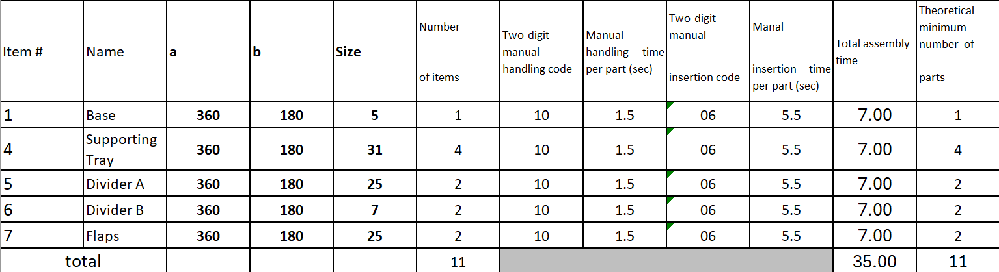 Item # Name a b Size Number of items Two-digit manual handling code Manual handling time per part (sec) Two-digit manual insertion code Manal insertion time per part (sec) Total assembly time Theoretical minimum number of parts
1 Base 360 180 5 1 10 1.5 06 5.5 7.00 1
4 Supporting Tray 360 180 31 4 10 1.5 06 5.5 7.00 4
5 Divider A 360 180 25 2 10 1.5 06 5.5 7.00 2
6 Divider B 360 180 7 2 10 1.5 06 5.5 7.00 2
7 Flaps 360 180 25 2 10 1.5 06 5.5 7.00 2
total 11 35.00 11